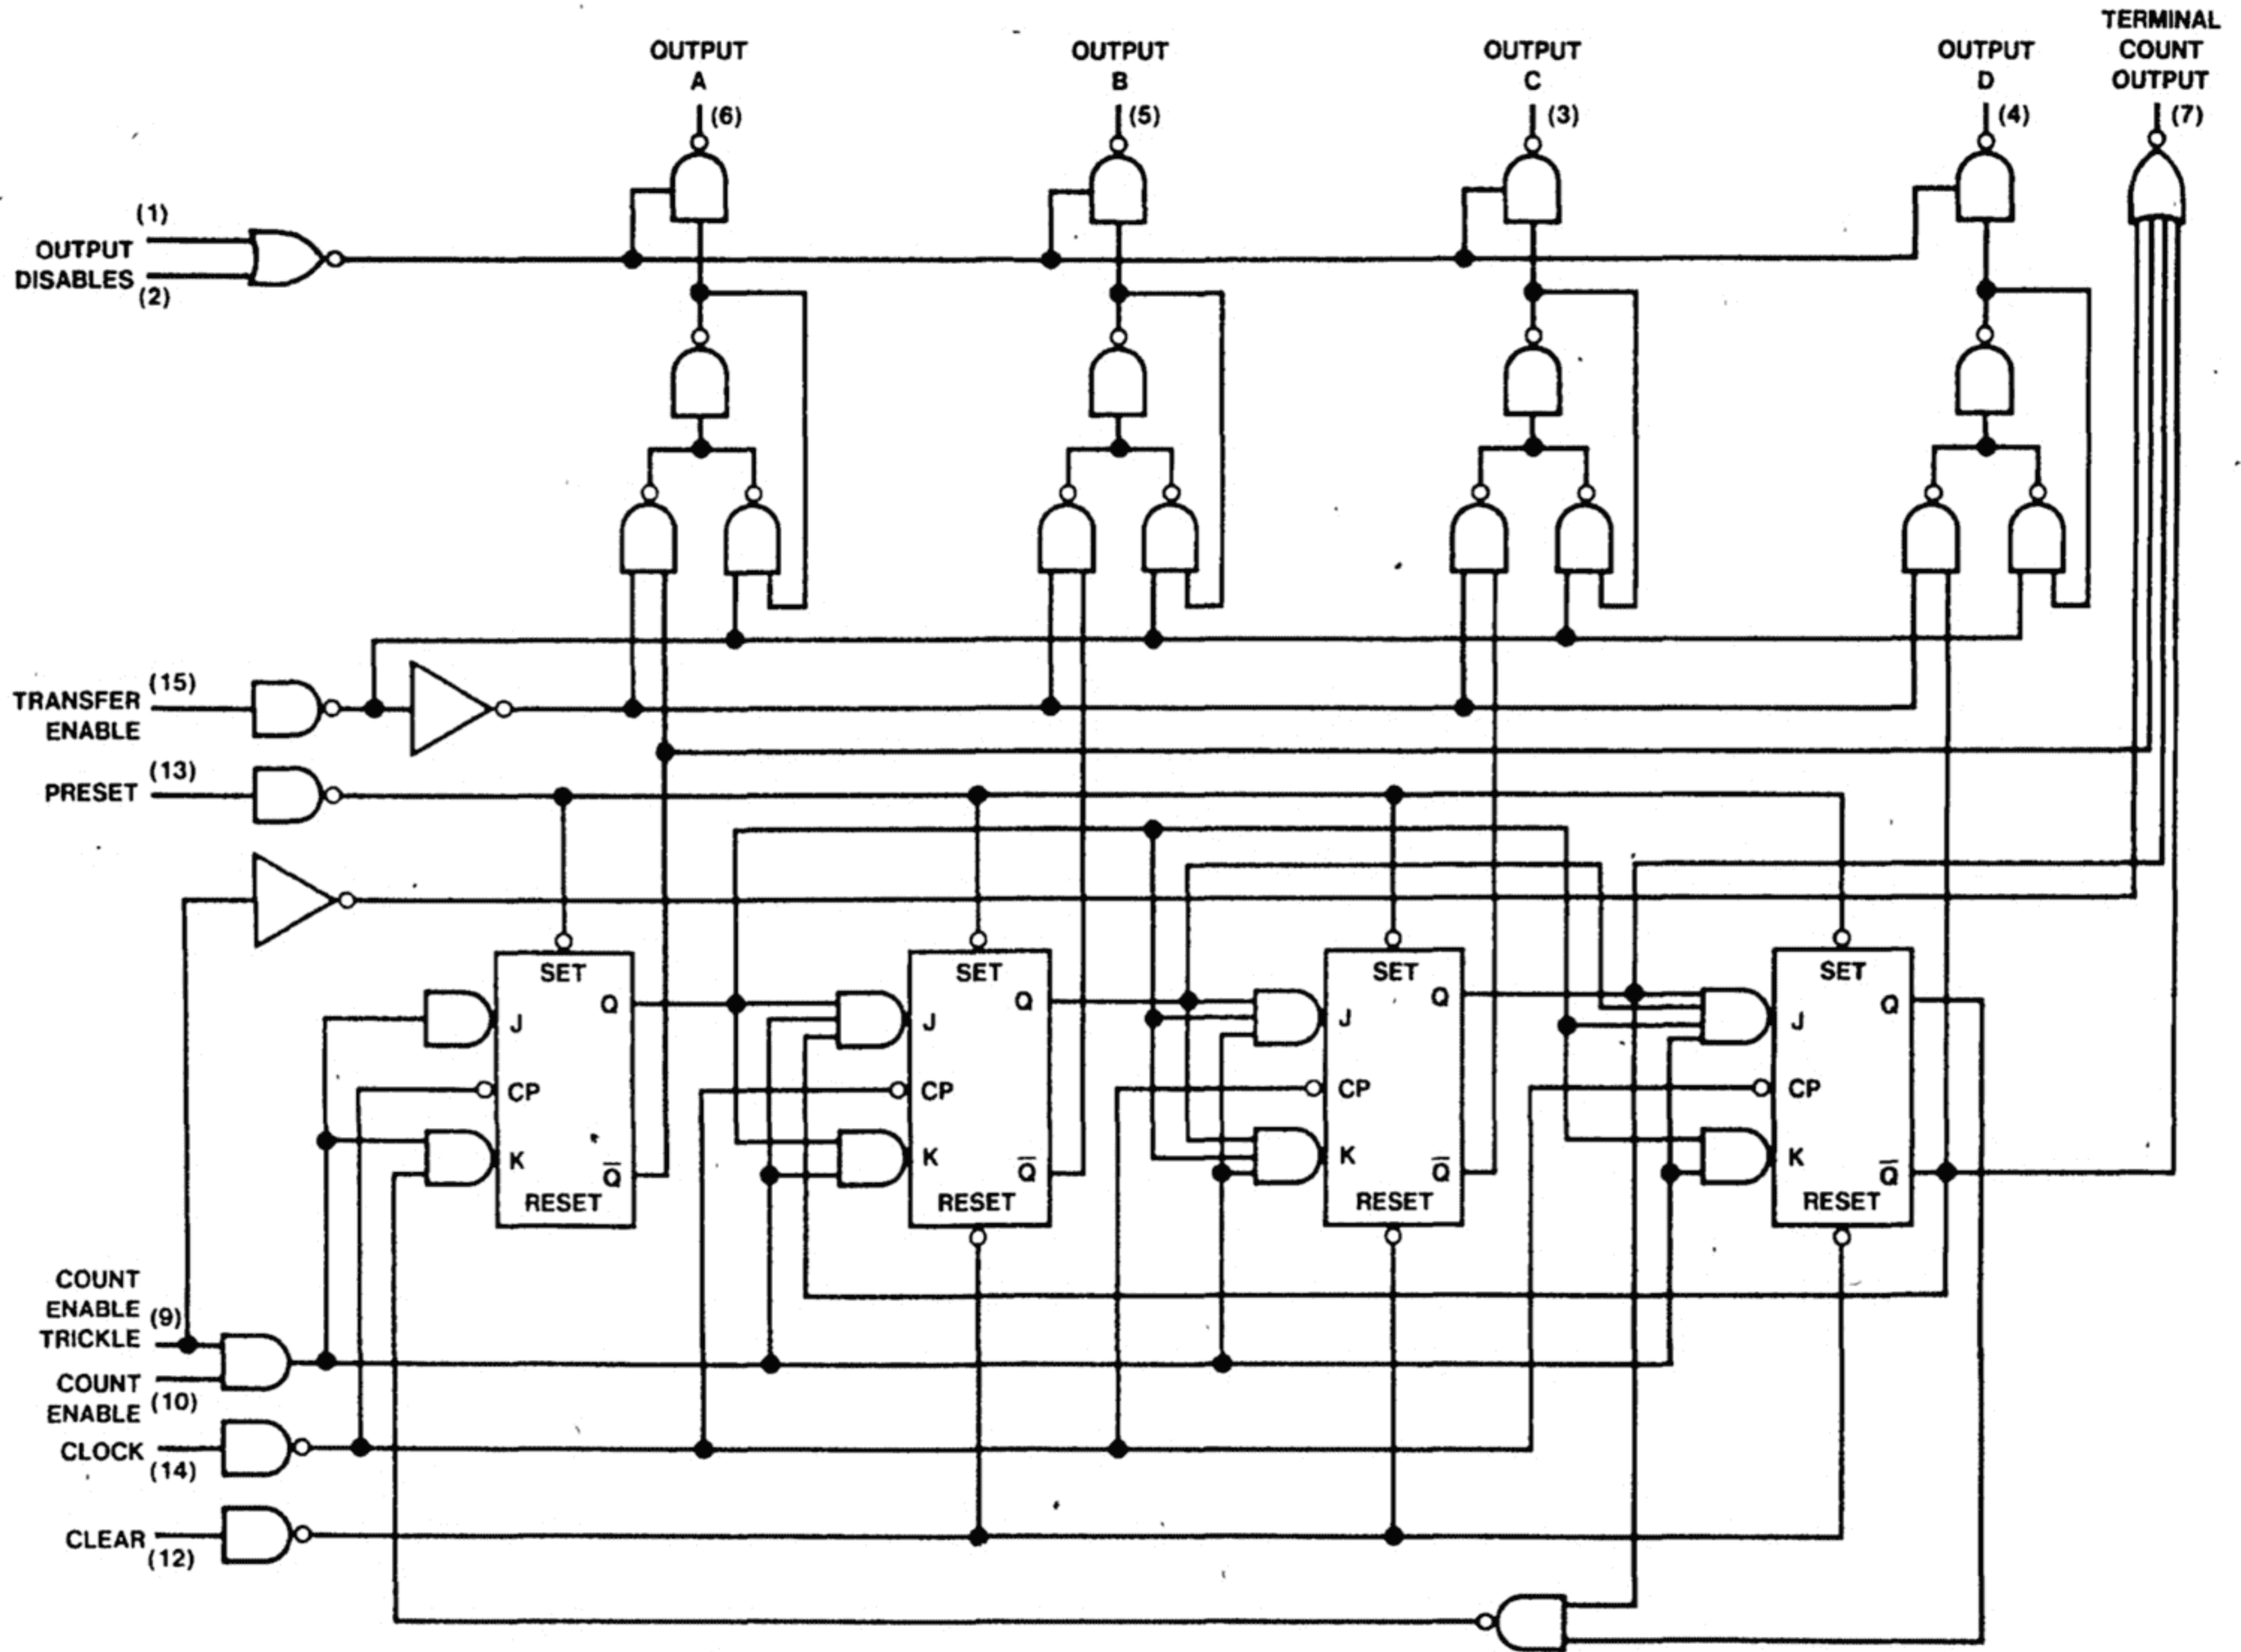 TERMINAL
COUNT
OUTPUT
(7)
OUTPUT
A
(6)
OUTPUT
B
(5)
OUTPUT
C
(3)
OUTPUT
D
(4)
(1)
OUTPUT
DISABLES
(2)
TRANSFER (15)
ENABLE
PRESET (13)
SET
J
Q
CP
K
Q̅
RESET
SET
J
Q
CP
K
Q̅
RESET
SET
J
Q
CP
K
Q̅
RESET
SET
J
Q
CP
K
Q̅
RESET
COUNT
ENABLE (9)
TRICKLE
COUNT
ENABLE (10)
CLOCK
(14)
CLEAR
(12)